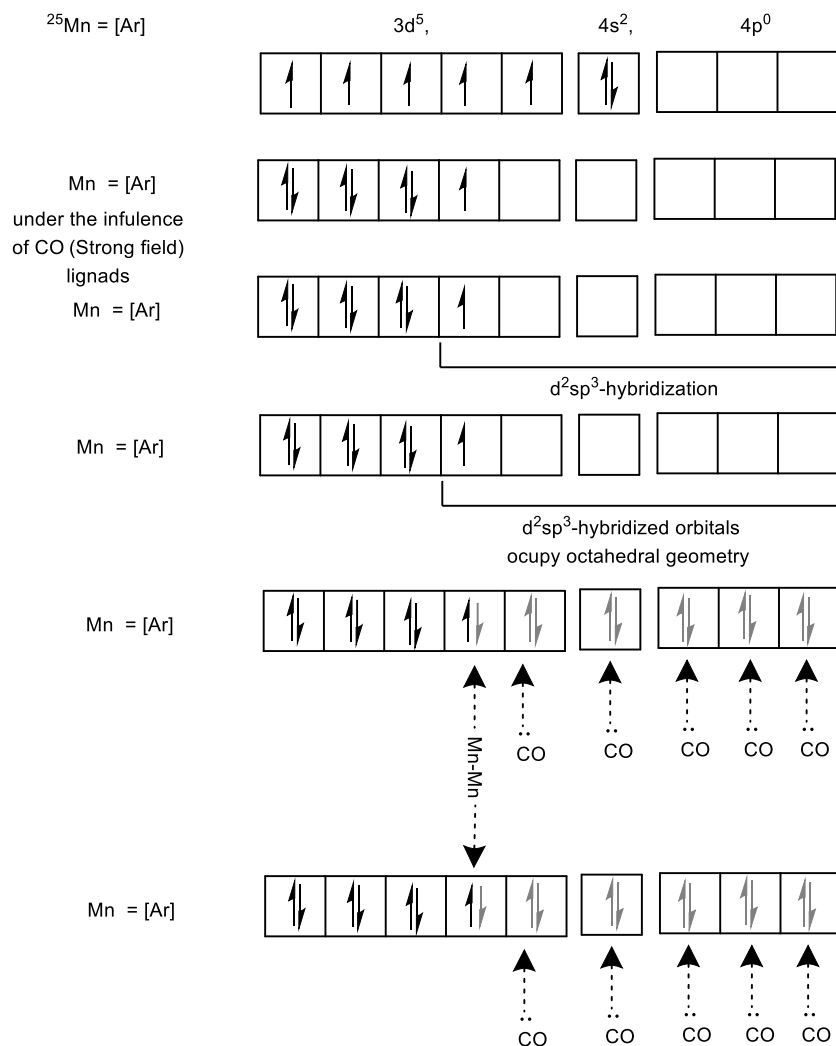 ²⁵Mn = [Ar] 3d⁵, 4s², 4p⁰
Mn = [Ar]
under the infulence
of CO (Strong field)
lignads
Mn = [Ar]
d²sp³-hybridization
Mn = [Ar]
d²sp³-hybridized orbitals
ocupy octahedral geometry
Mn = [Ar]
CO CO CO CO CO
Mn-Mn
Mn = [Ar]
CO CO CO CO CO